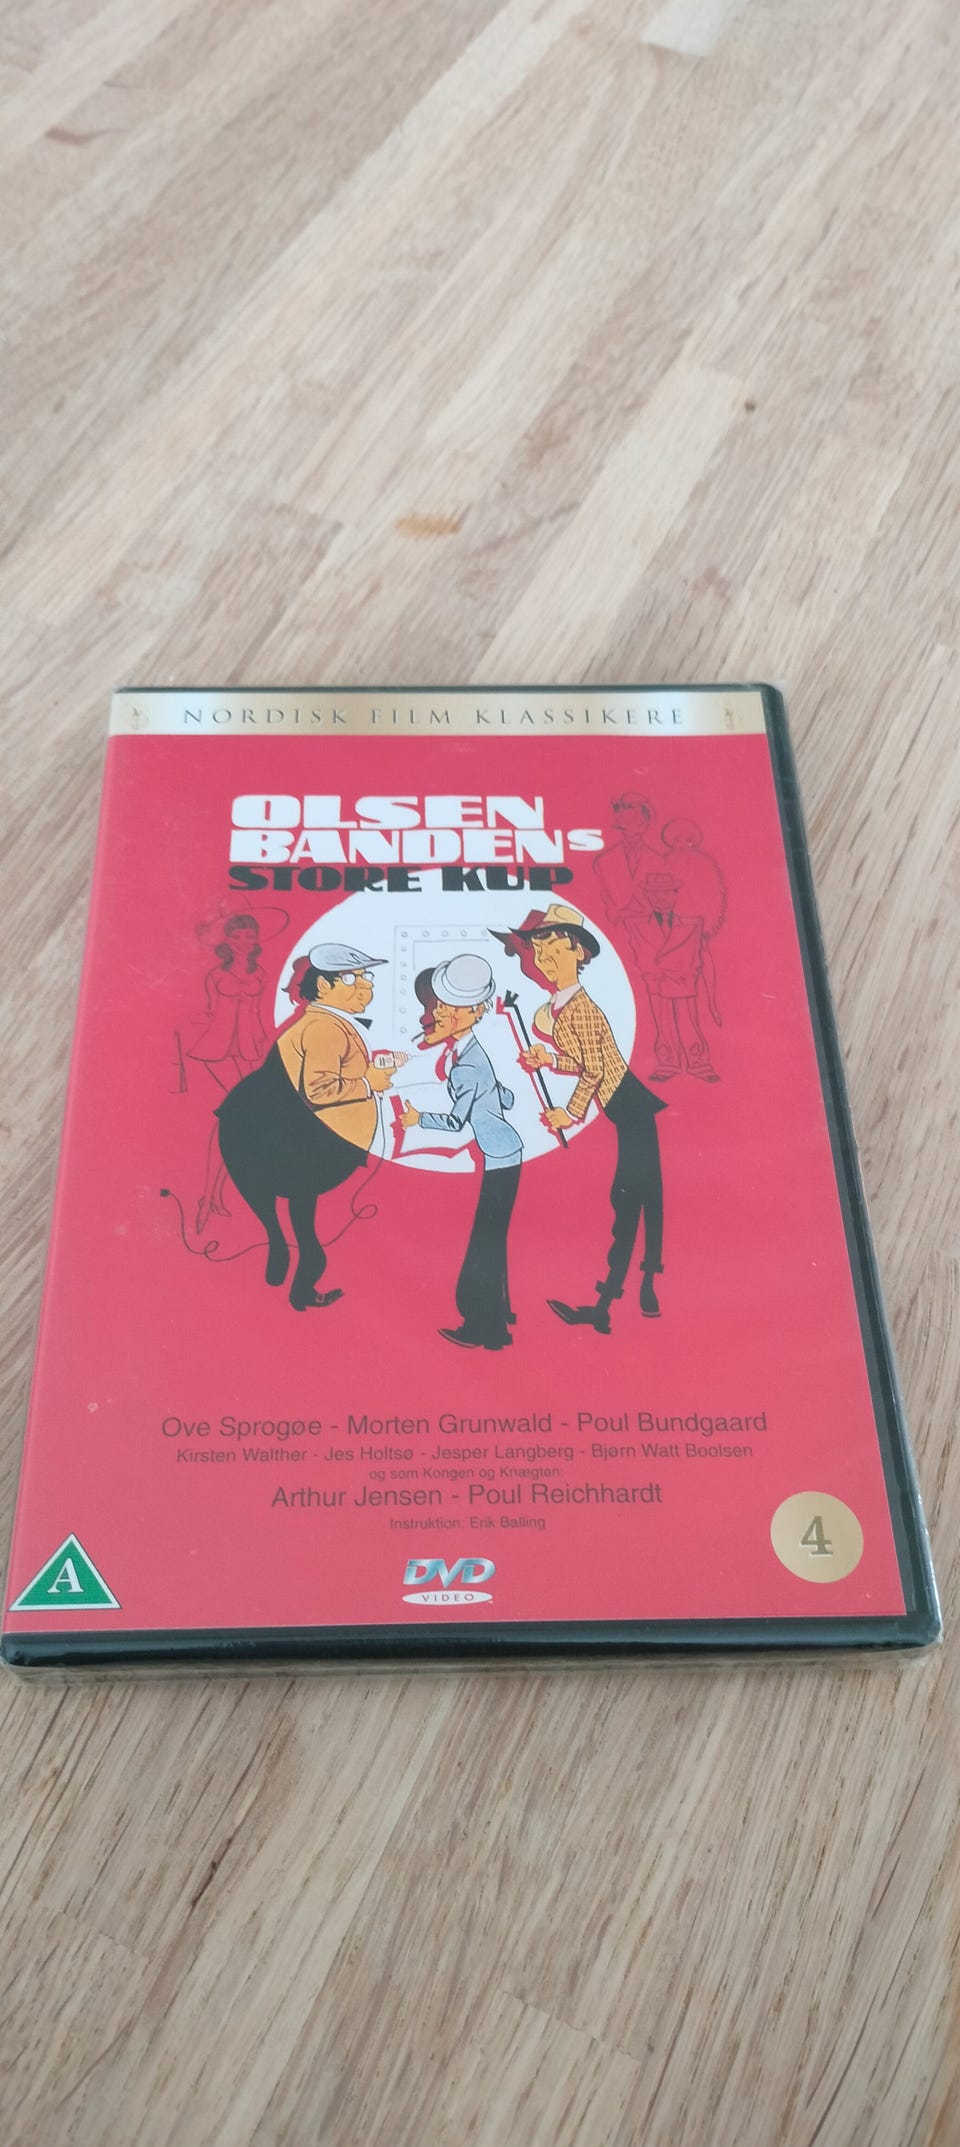 NORDISK FILM KLASSIKERE
OLSEN
BANDENS
STORE KUP
Ove Sprogøe - Morten Grunwald - Poul Bundgaard
Kirsten Walther - Jes Holtsø - Jesper Langberg - Bjørn Watt Boolsen
og som Kongen og Knægten:
Arthur Jensen - Poul Reichhardt
Instruktion: Erik Balling
4
A
DVD
VIDEO